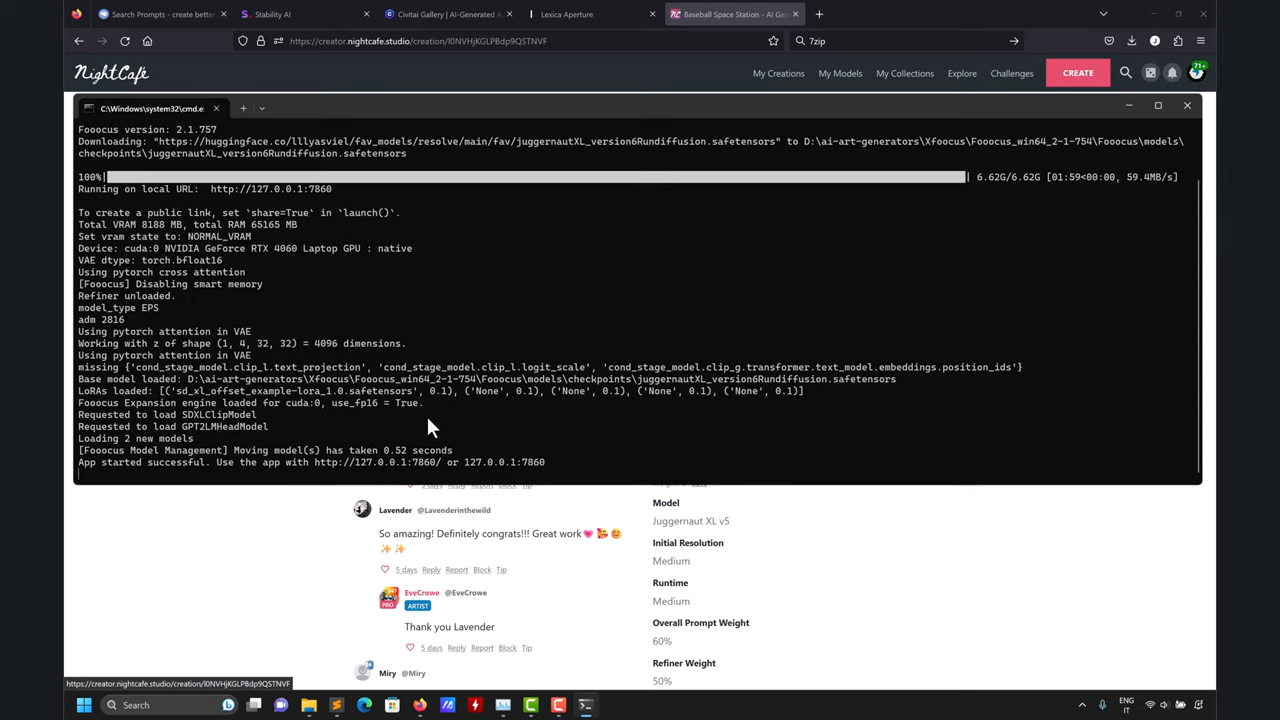 Search Prompts - create better
Stability AI
Civitai Gallery | AI-Generated A
Lexica Aperture
Baseball Space Station - AI Gen
https://creator.nightcafe.studio/creation/l0NVHjKGLPBdp9QSTNVF
7zip
NightCafe
My Creations
My Models
My Collections
Explore
Challenges
CREATE
71+
C:\Windows\system32\cmd.e:
Fooocus version: 2.1.757
Downloading: "https://huggingface.co/lllyasviel/fav_models/resolve/main/fav/juggernautXL_version6Rundiffusion.safetensors" to D:\ai-art-generators\Xfoocus\Fooocus_win64_2-1-754\Fooocus\models\
checkpoints\juggernautXL_version6Rundiffusion.safetensors
100%| | 6.62G/6.62G [01:59<00:00, 59.4MB/s]
Running on local URL:  http://127.0.0.1:7860
To create a public link, set `share=True` in `launch()`.
Total VRAM 8188 MB, total RAM 65165 MB
Set vram state to: NORMAL_VRAM
Device: cuda:0 NVIDIA GeForce RTX 4060 Laptop GPU : native
VAE dtype: torch.bfloat16
Using pytorch cross attention
[Fooocus] Disabling smart memory
Refiner unloaded.
model_type EPS
adm 2816
Using pytorch attention in VAE
Working with z of shape (1, 4, 32, 32) = 4096 dimensions.
Using pytorch attention in VAE
missing {'cond_stage_model.clip_l.text_projection', 'cond_stage_model.clip_l.logit_scale', 'cond_stage_model.clip_g.transformer.text_model.embeddings.position_ids'}
Base model loaded: D:\ai-art-generators\Xfoocus\Fooocus_win64_2-1-754\Fooocus\models\checkpoints\juggernautXL_version6Rundiffusion.safetensors
LoRAs loaded: [('sd_xl_offset_example-lora_1.0.safetensors', 0.1), ('None', 0.1), ('None', 0.1), ('None', 0.1), ('None', 0.1)]
Fooocus Expansion engine loaded for cuda:0, use_fp16 = True.
Requested to load SDXLClipModel
Requested to load GPT2LMHeadModel
Loading 2 new models
[Fooocus Model Management] Moving model(s) has taken 0.52 seconds
App started successful. Use the app with http://127.0.0.1:7860/ or 127.0.0.1:7860
5 days Reply Report Block Tip
Lavender @Lavenderinthewild
So amazing! Definitely congrats!!! Great work💗 🥰 😊
✨ ✨
5 days Reply Report Block Tip
EveCrowe @EveCrowe
PRO
ARTIST
Thank you Lavender
5 days Reply Report Block Tip
Miry @Miry
Model
Juggernaut XL v5
Initial Resolution
Medium
Runtime
Medium
Overall Prompt Weight
60%
Refiner Weight
50%
https://creator.nightcafe.studio/creation/l0NVHjKGLPBdp9QSTNVF
Search
ENG
IT